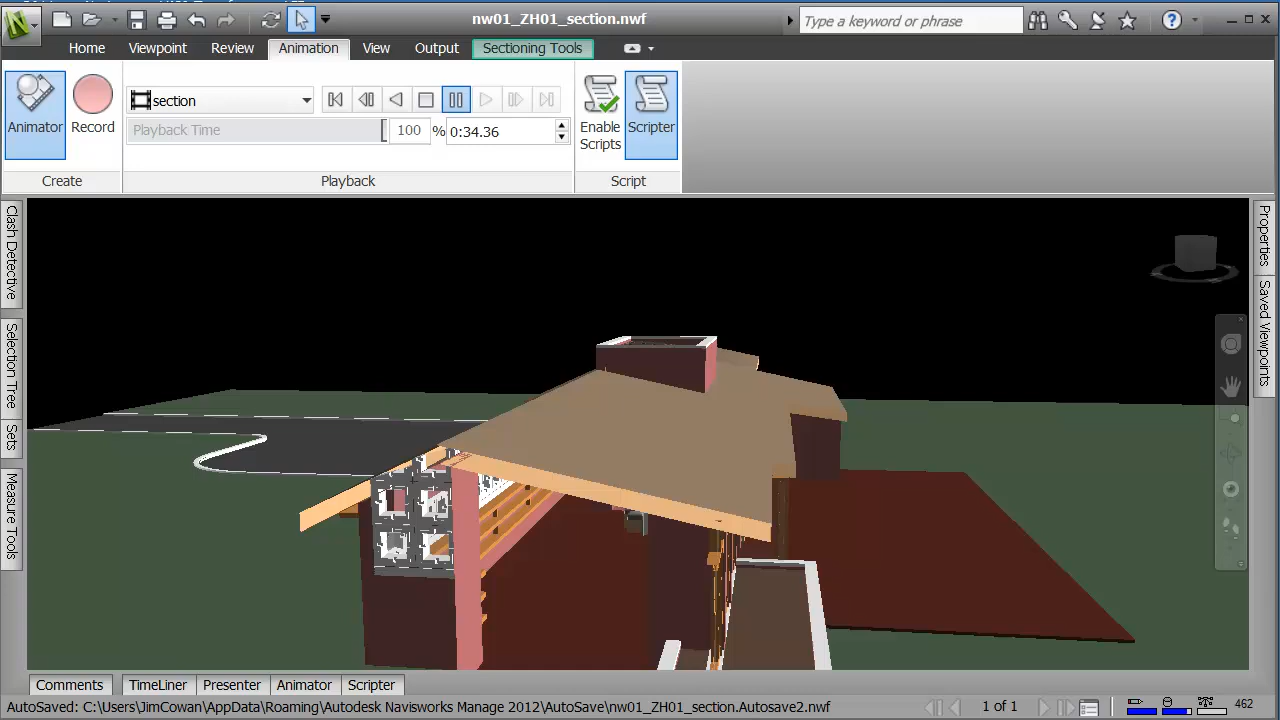 nw01_ZH01_section.nwf
Type a keyword or phrase
Home Viewpoint Review Animation View Output Sectioning Tools
Animator
Record
section
Playback Time
100 %
0:34.36
Enable
Scripts
Scripter
Create
Playback
Script
Clash Detective
Selection Tree
Sets
Measure Tools
Properties
Saved Viewpoints
Comments TimeLiner Presenter Animator Scripter
AutoSaved: C:\Users\JimCowan\AppData\Roaming\Autodesk Navisworks Manage 2012\AutoSave\nw01_ZH01_section.Autosave2.nwf
1 of 1
462